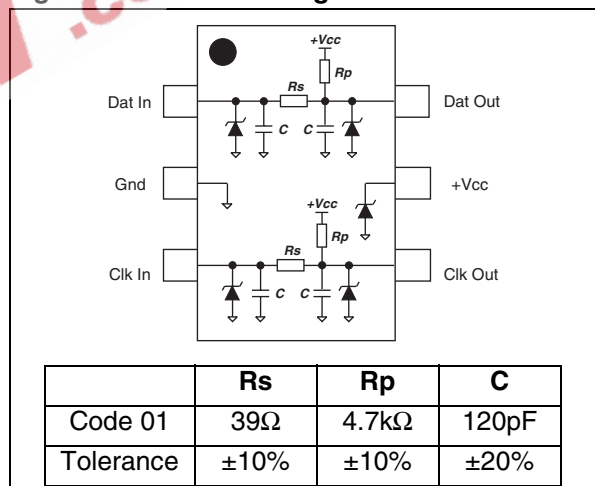 +Vcc
Rp
Rs
Dat In
Dat Out
C
C
Gnd
+Vcc
+Vcc
Rp
Rs
Clk In
Clk Out
C
C
Rs Rp C
Code 01 39Ω 4.7kΩ 120pF
Tolerance ±10% ±10% ±20%